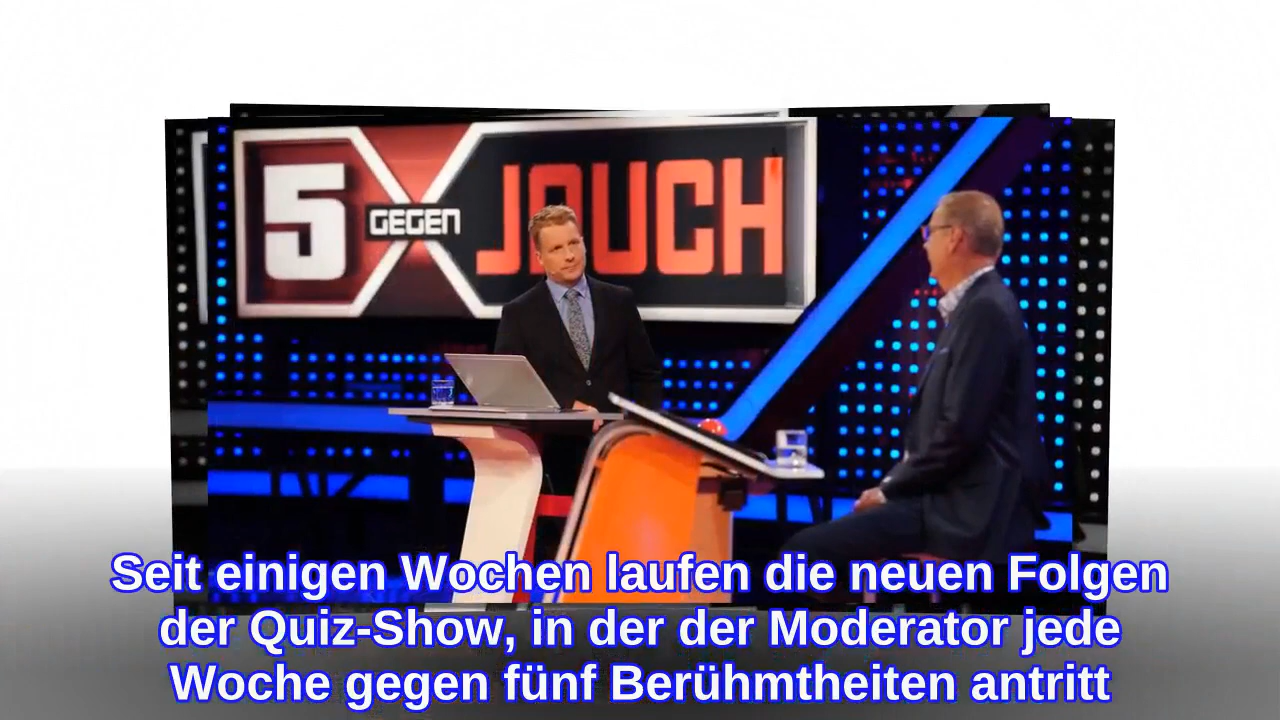 5 GEGEN JAUCH
Seit einigen Wochen laufen die neuen Folgen
der Quiz-Show, in der der Moderator jede
Woche gegen fünf Berühmtheiten antritt